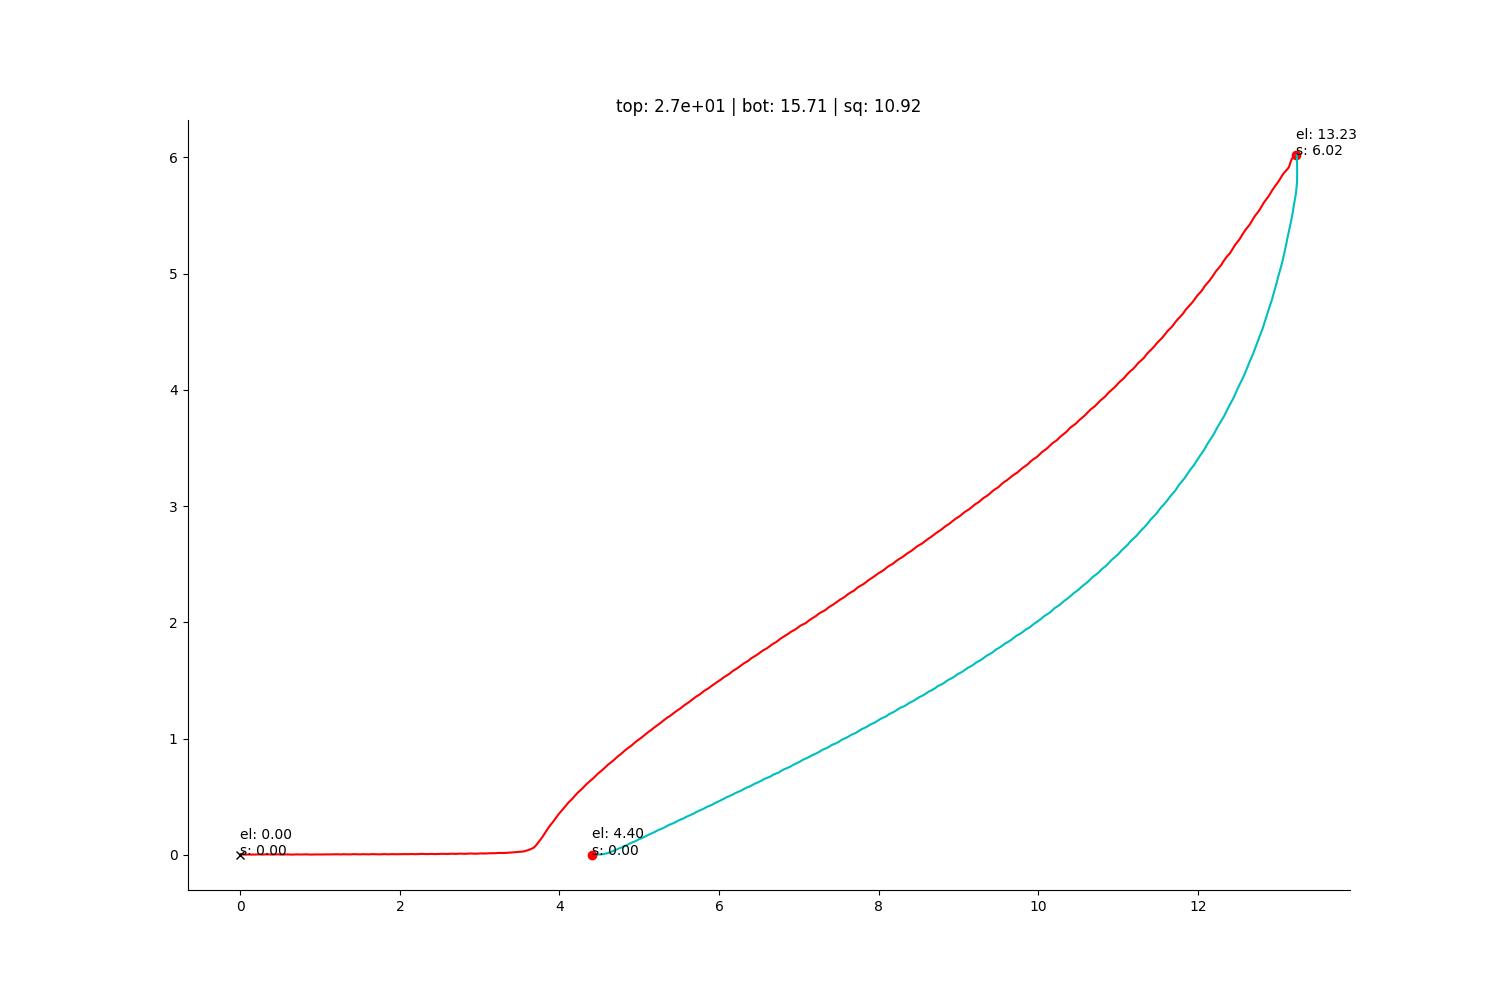 top: 2.7e+01 | bot: 15.71 | sq: 10.92
el: 13.23
s: 6.02
6
5
4
3
2
1
0
el: 0.00
s: 0.00
el: 4.40
s: 0.00
0 2 4 6 8 10 12